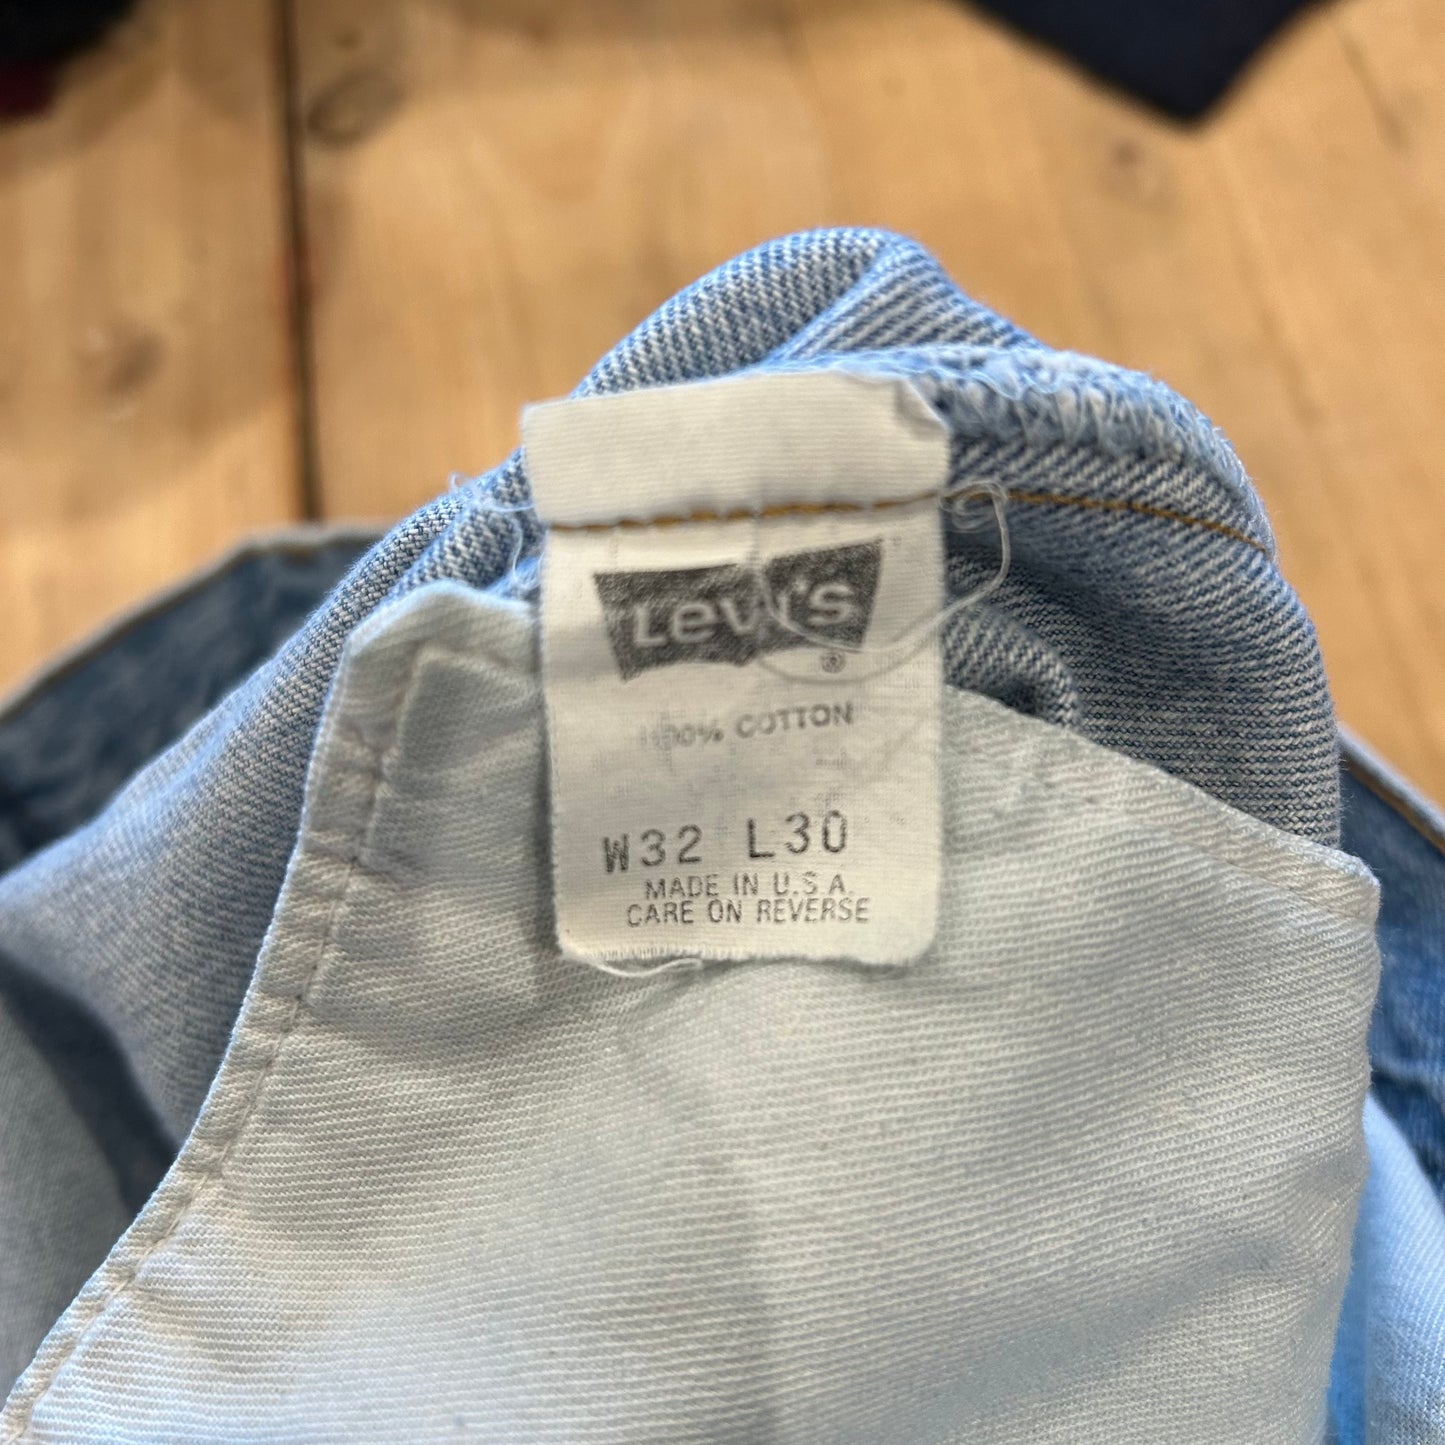 Levi's
®
100% COTTON
W32 L30
MADE IN U.S.A.
CARE ON REVERSE